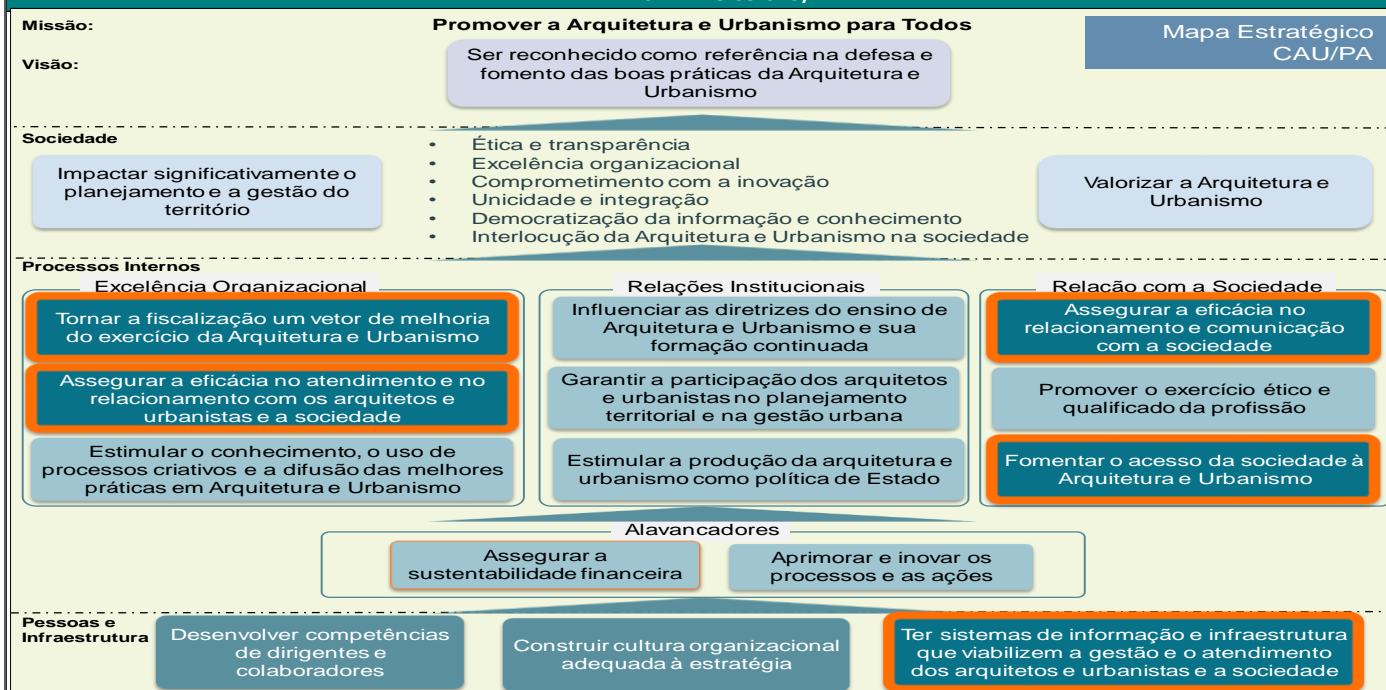 Missão:
Promover a Arquitetura e Urbanismo para Todos
Mapa Estratégico
CAU/PA
Visão:
Ser reconhecido como referência na defesa e
fomento das boas práticas da Arquitetura e
Urbanismo
Sociedade
Impactar significativamente o
planejamento e a gestão do
território
• Ética e transparência
• Excelência organizacional
• Comprometimento com a inovação
• Unicidade e integração
• Democratização da informação e conhecimento
• Interlocução da Arquitetura e Urbanismo na sociedade
Valorizar a Arquitetura e
Urbanismo
Processos Internos
Excelência Organizacional
Tornar a fiscalização um vetor de melhoria
do exercício da Arquitetura e Urbanismo
Assegurar a eficácia no atendimento e no
relacionamento com os arquitetos e
urbanistas e a sociedade
Estimular o conhecimento, o uso de
processos criativos e a difusão das melhores
práticas em Arquitetura e Urbanismo
Relações Institucionais
Influenciar as diretrizes do ensino de
Arquitetura e Urbanismo e sua
formação continuada
Garantir a participação dos arquitetos
e urbanistas no planejamento
territorial e na gestão urbana
Estimular a produção da arquitetura e
urbanismo como política de Estado
Relação com a Sociedade
Assegurar a eficácia no
relacionamento e comunicação
com a sociedade
Promover o exercício ético e
qualificado da profissão
Fomentar o acesso da sociedade à
Arquitetura e Urbanismo
Alavancadores
Assegurar a
sustentabilidade financeira
Aprimorar e inovar os
processos e as ações
Pessoas e
Infraestrutura
Desenvolver competências
de dirigentes e
colaboradores
Construir cultura organizacional
adequada à estratégia
Ter sistemas de informação e infraestrutura
que viabilizem a gestão e o atendimento
dos arquitetos e urbanistas e a sociedade